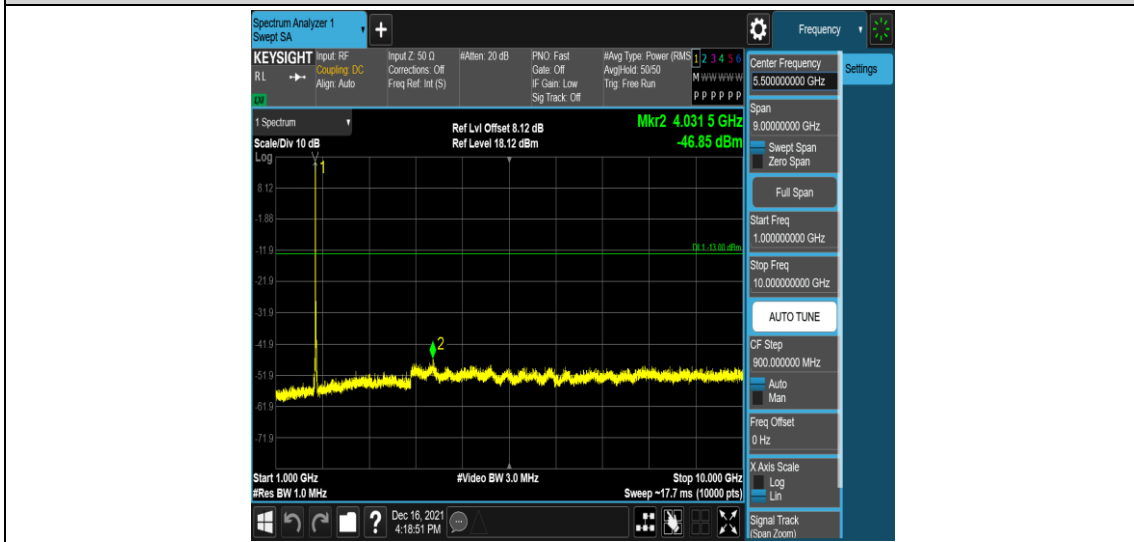 Spectrum Analyzer 1
Swept SA
+
Frequency
KEYSIGHT
RL
LXI
Input: RF
Coupling: DC
Align: Auto
Input Z: 50 Ω
Corrections: Off
Freq Ref: Int (S)
#Atten: 20 dB
PNO: Fast
Gate: Off
IF Gain: Low
Sig Track: Off
#Avg Type: Power (RMS
Avg|Hold: 50/50
Trig: Free Run
1 2 3 4 5 6
M W W W W W
P P P P P P
Center Frequency
5.500000000 GHz
Settings
Span
9.00000000 GHz
Swept Span
Zero Span
Full Span
Start Freq
1.000000000 GHz
Stop Freq
10.000000000 GHz
AUTO TUNE
CF Step
900.000000 MHz
Auto
Man
Freq Offset
0 Hz
X Axis Scale
Log
Lin
Signal Track
(Span Zoom)
1 Spectrum
Scale/Div 10 dB
Log
Ref Lvl Offset 8.12 dB
Ref Level 18.12 dBm
Mkr2 4.031 5 GHz
-46.85 dBm
1
8.12
-1.88
-11.9
DL1 -13.00 dBm
-21.9
-31.9
-41.9
2
-51.9
-61.9
-71.9
Start 1.000 GHz
#Video BW 3.0 MHz
Stop 10.000 GHz
#Res BW 1.0 MHz
Sweep ~17.7 ms (10000 pts)
?
Dec 16, 2021
4:18:51 PM